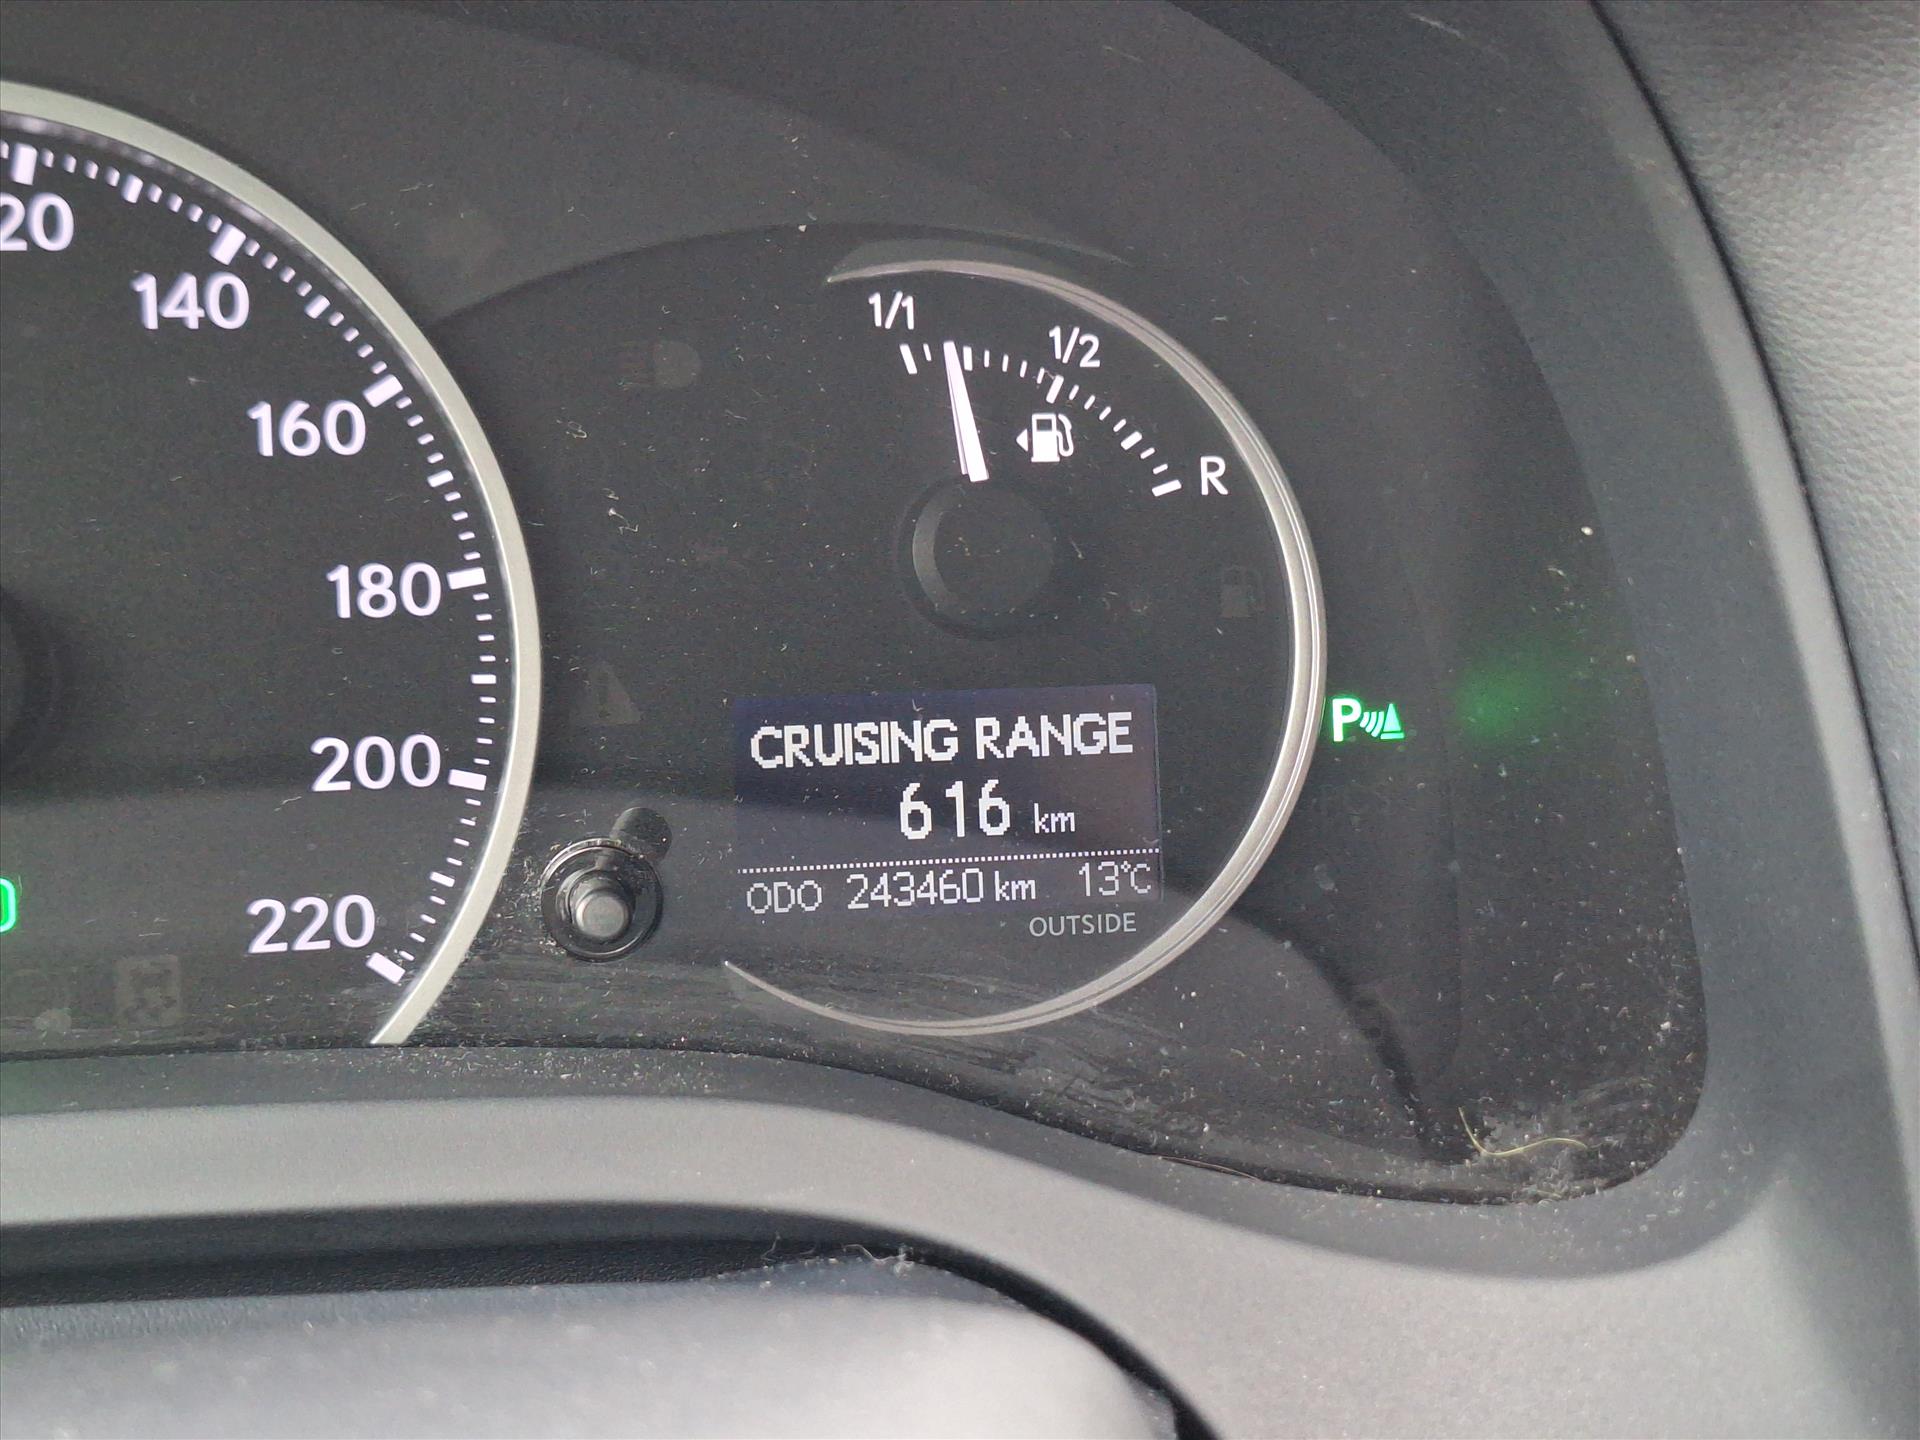 20
140
160
180
200
220
1/1
1/2
R
CRUISING RANGE
616 km
ODO 243460 km 13°C
OUTSIDE
P